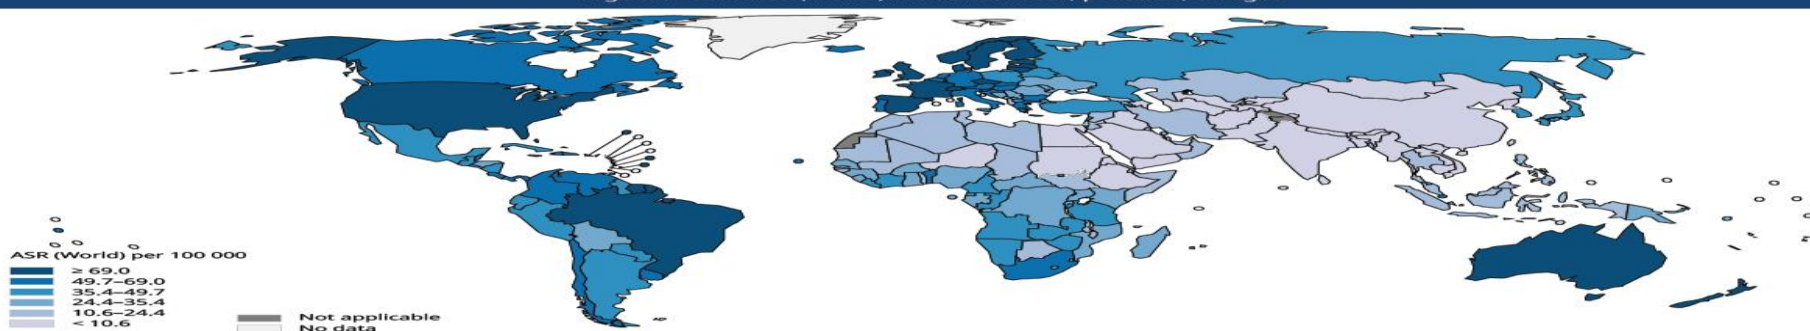 ASR (World) per 100 000
≥ 69.0
49.7–69.0
35.4–49.7
24.4–35.4
10.6–24.4
< 10.6
Not applicable
No data